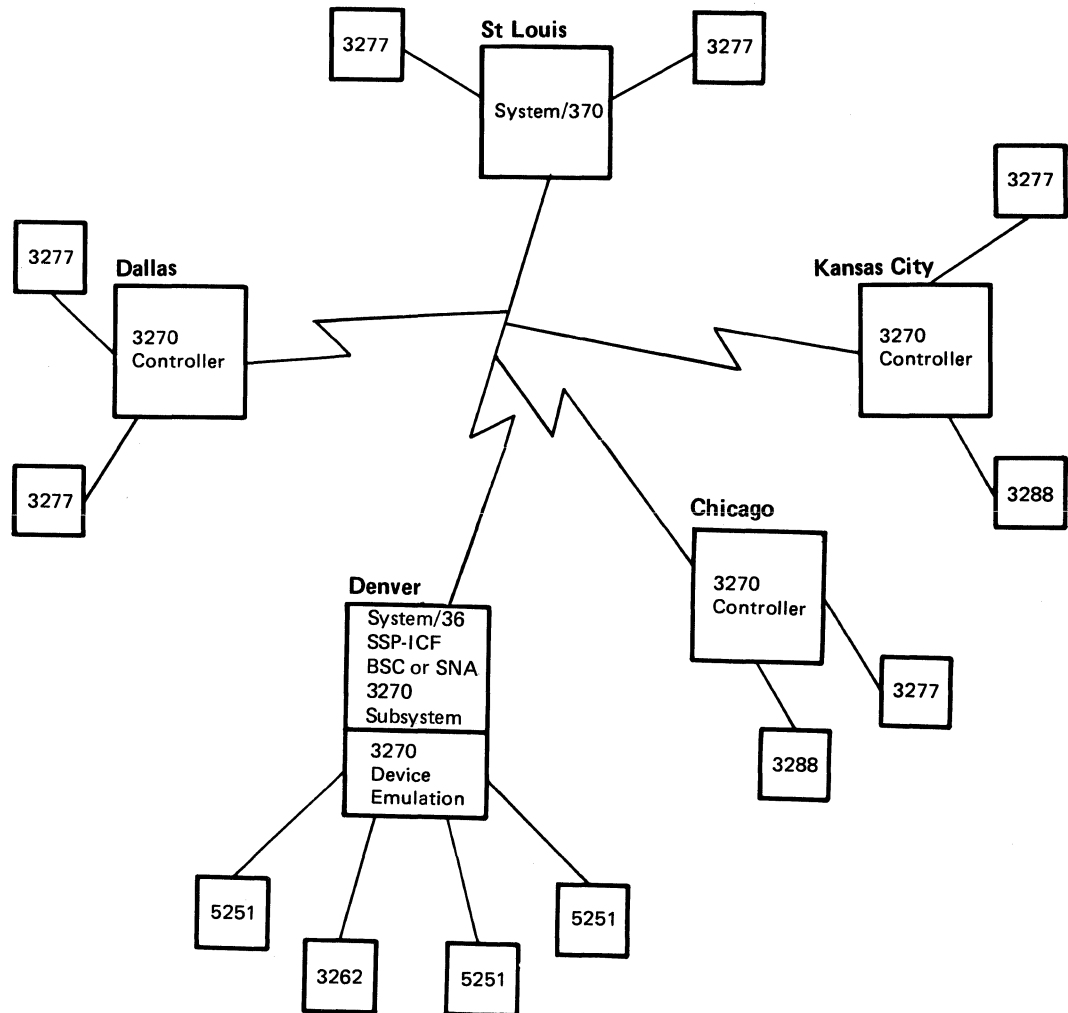 St Louis
3277
System/370
3277
3277
Dallas
3270
Controller
3277
Kansas City
3270
Controller
3277
3288
Chicago
3270
Controller
3277
3288
Denver
System/36
SSP-ICF
BSC or SNA
3270
Subsystem
3270
Device
Emulation
5251
3262
5251
5251